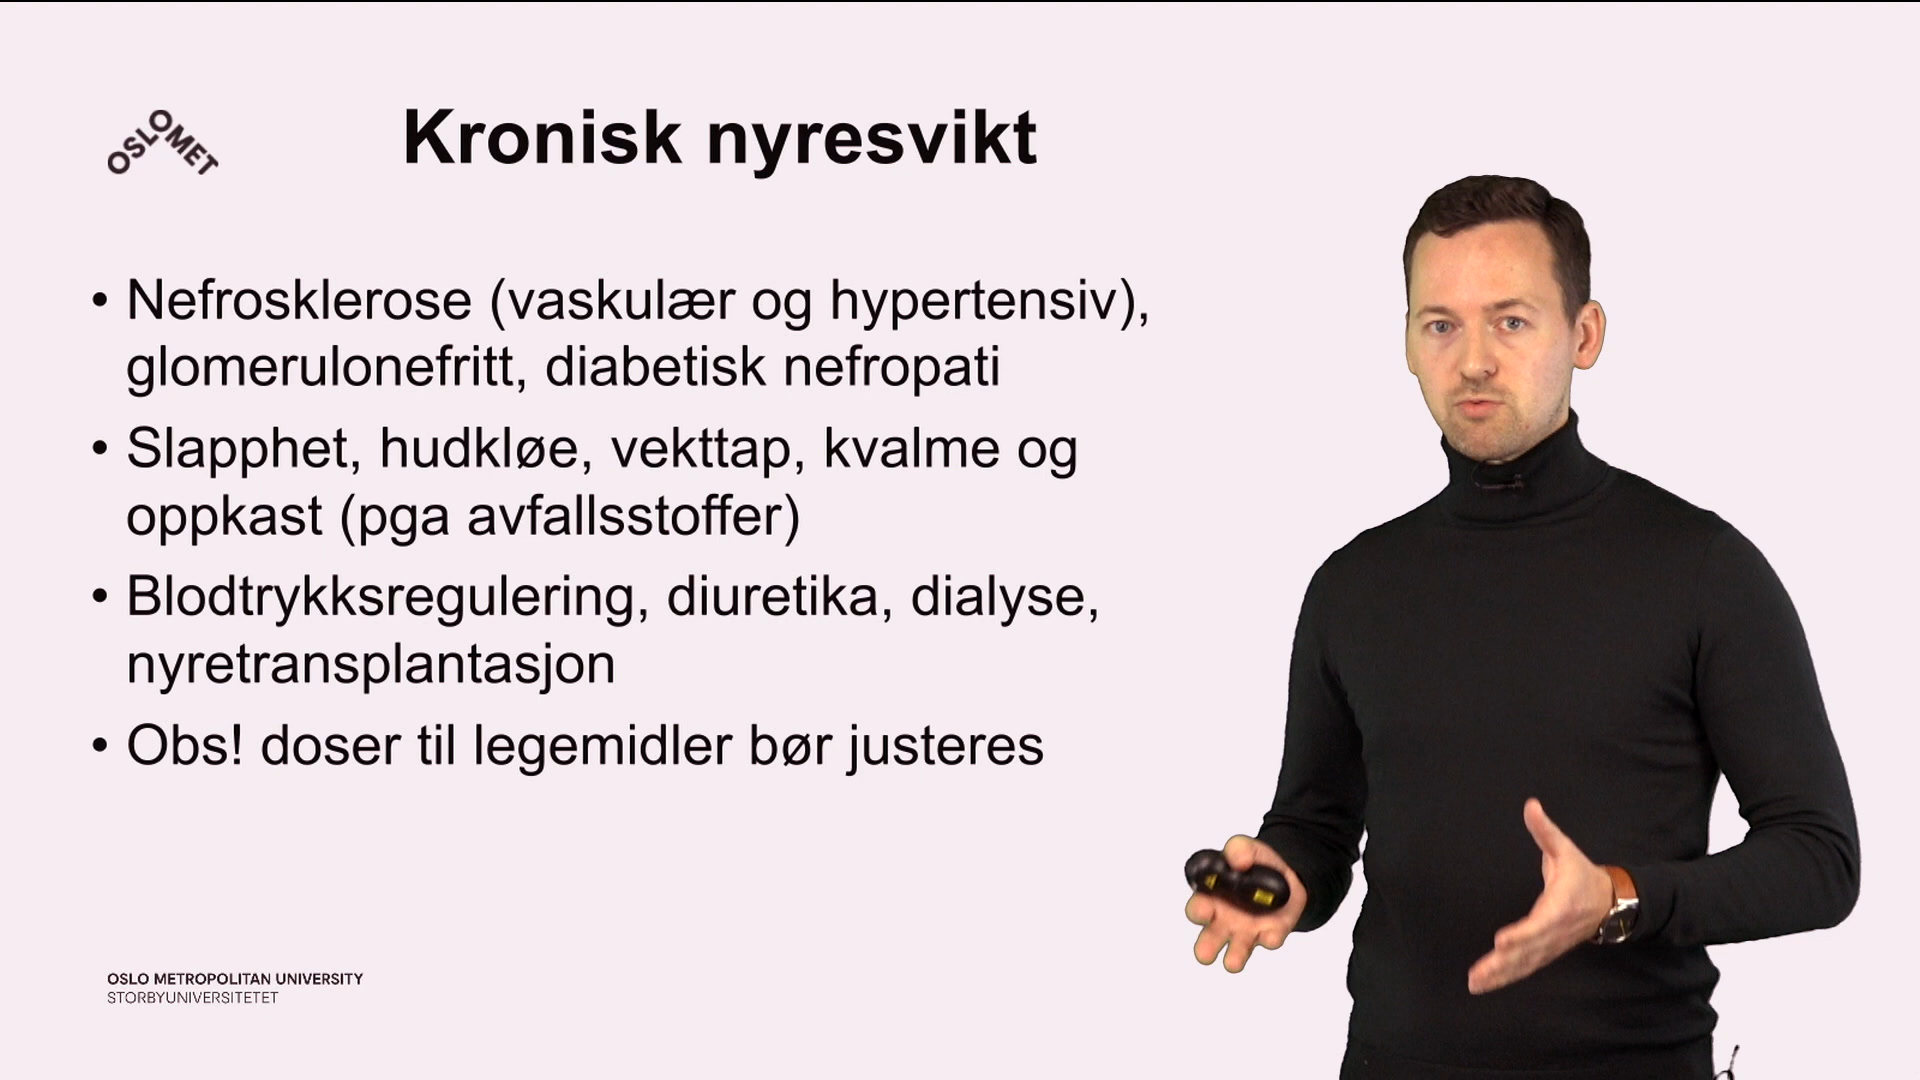 OSLOMET
Kronisk nyresvikt
• Nefrosklerose (vaskulær og hypertensiv),
glomerulonefritt, diabetisk nefropati
• Slapphet, hudkløe, vekttap, kvalme og
oppkast (pga avfallsstoffer)
• Blodtrykksregulering, diuretika, dialyse,
nyretransplantasjon
• Obs! doser til legemidler bør justeres
OSLO METROPOLITAN UNIVERSITY
STORBYUNIVERSITETET